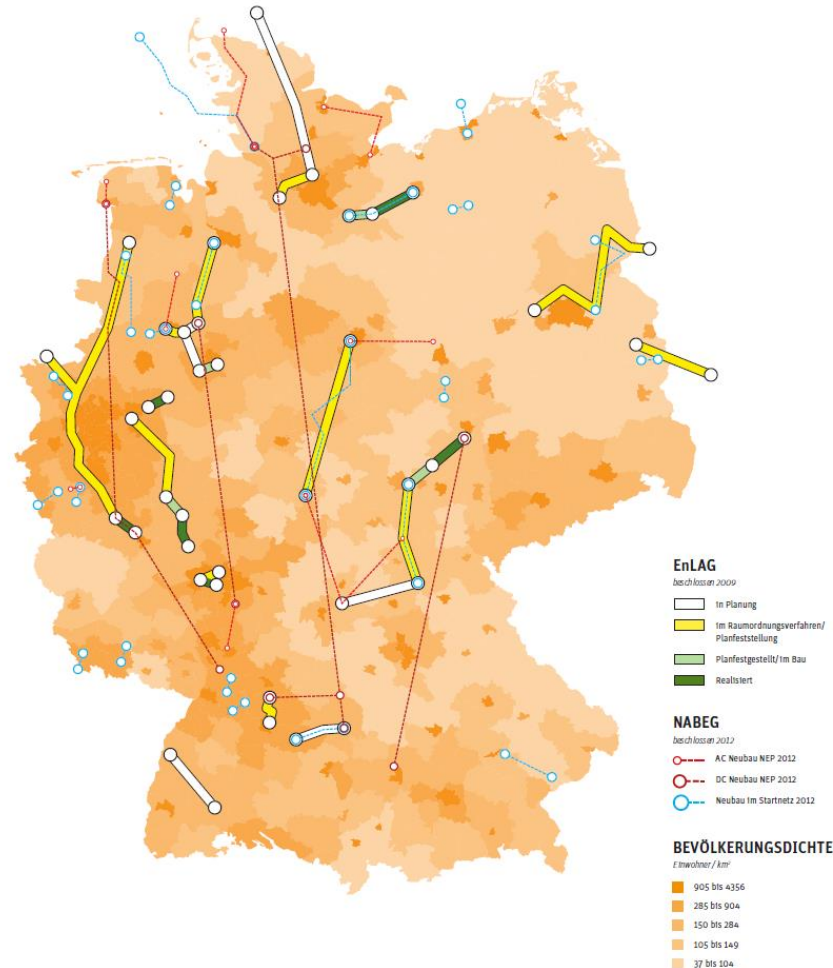 EnLAG
beschlossen 2009
In Planung
Im Raumordnungsverfahren/
Planfeststellung
Planfestgestellt/Im Bau
Realisiert
NABEG
beschlossen 2012
AC Neubau NEP 2012
DC Neubau NEP 2012
Neubau im Startnetz 2012
BEVÖLKERUNGSDICHTE
Einwohner/km²
905 bis 4356
285 bis 904
150 bis 284
105 bis 149
37 bis 104